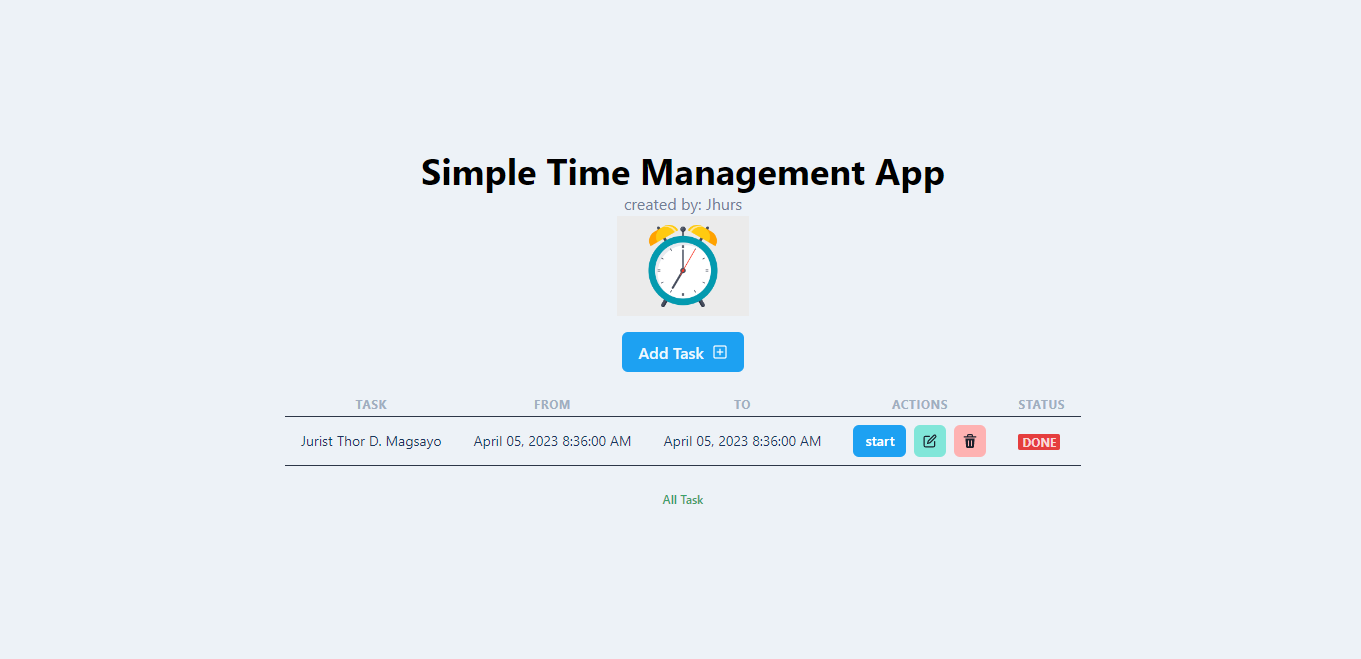 Simple Time Management App
created by: Jhurs
Add Task
TASK FROM TO ACTIONS STATUS
Jurist Thor D. Magsayo April 05, 2023 8:36:00 AM April 05, 2023 8:36:00 AM start DONE
All Task